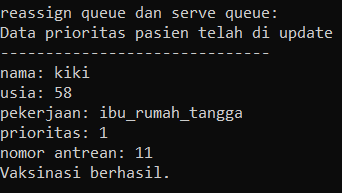 reassign queue dan serve queue:
Data prioritas pasien telah di update
------------------------------
nama: kiki
usia: 58
pekerjaan: ibu_rumah_tangga
prioritas: 1
nomor antrean: 11
Vaksinasi berhasil.